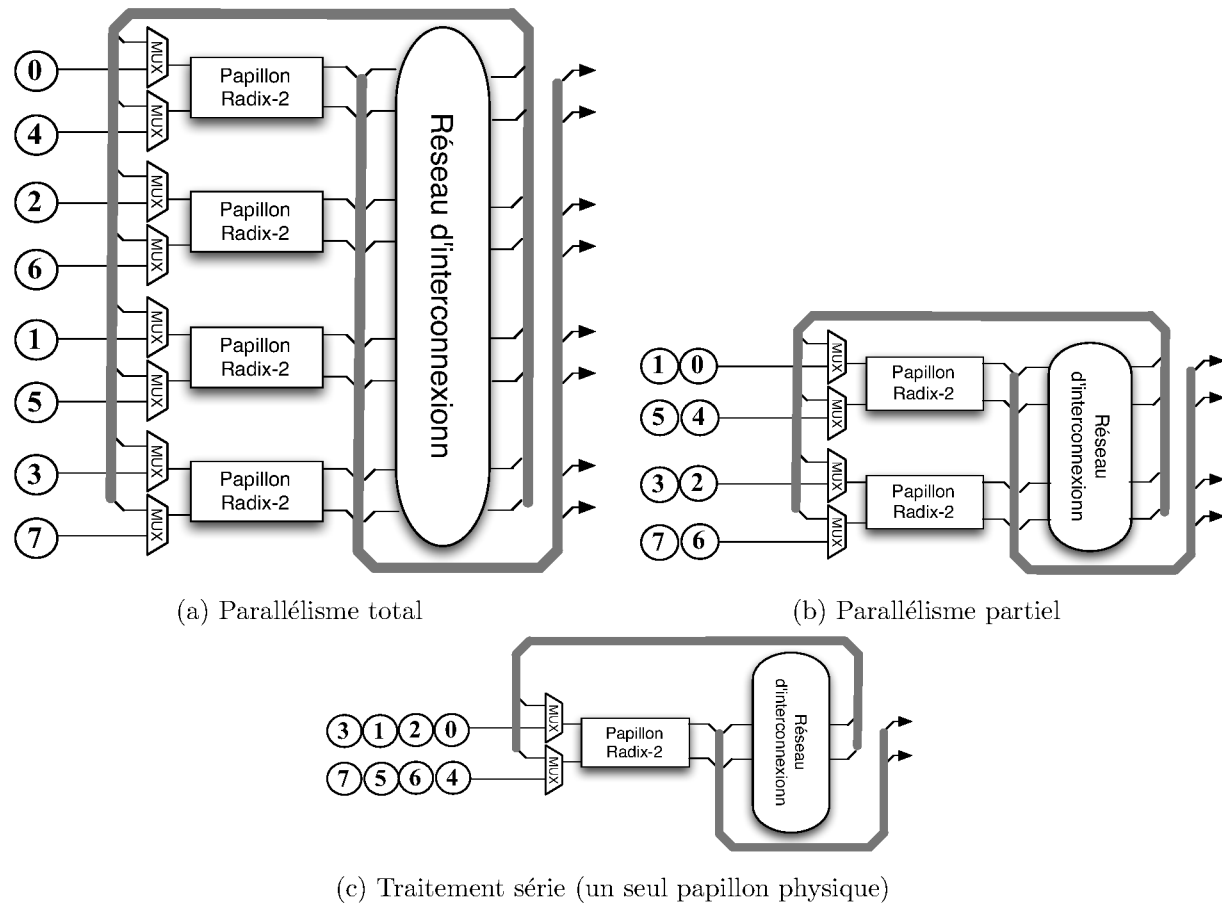 0
4
2
6
1
5
3
7
MUX
MUX
MUX
MUX
MUX
MUX
MUX
MUX
Papillon
Radix-2
Papillon
Radix-2
Papillon
Radix-2
Papillon
Radix-2
Réseau d'interconnexionn
(a) Parallélisme total
1 0
5 4
3 2
7 6
MUX
MUX
MUX
MUX
Papillon
Radix-2
Papillon
Radix-2
Réseau
d'interconnexionn
(b) Parallélisme partiel
3 1 2 0
7 5 6 4
MUX
MUX
Papillon
Radix-2
Réseau
d'interconnexionn
(c) Traitement série (un seul papillon physique)